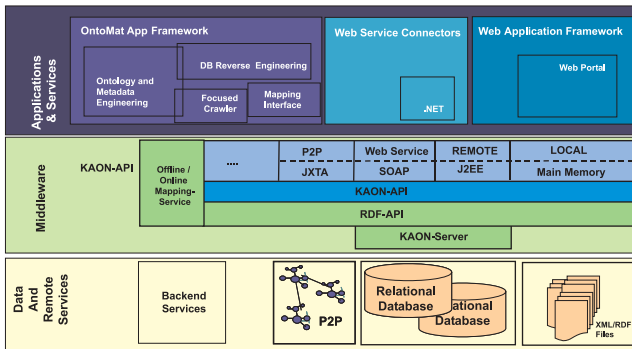 Applications
& Services
OntoMat App Framework
Ontology and
Metadata
Engineering
DB Reverse Engineering
Focused
Crawler
Mapping
Interface
Web Service Connectors
.NET
Web Application Framework
Web Portal
Middleware
KAON-API
Offline /
Online
Mapping-
Service
....
P2P
JXTA
Web Service
SOAP
REMOTE
J2EE
LOCAL
Main Memory
KAON-API
RDF-API
KAON-Server
Data
And
Remote
Services
Backend
Services
P2P
Relational
Database
ational
Database
XML/RDF
Files